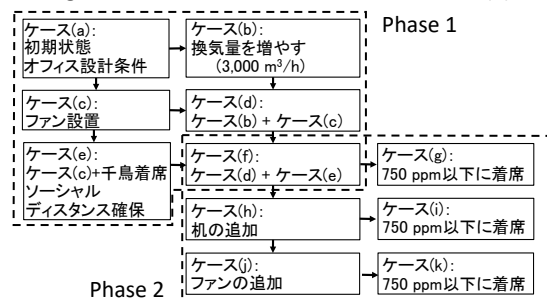 ケース(a):
初期状態
オフィス設計条件
ケース(b):
換気量を増やす
(3,000 m³/h)
Phase 1
ケース(c):
ファン設置
ケース(d):
ケース(b) + ケース(c)
ケース(e):
ケース(c)+千鳥着席
ソーシャル
ディスタンス確保
ケース(f):
ケース(d) + ケース(e)
ケース(g):
750 ppm以下に着席
ケース(h):
机の追加
ケース(i):
750 ppm以下に着席
Phase 2
ケース(j):
ファンの追加
ケース(k):
750 ppm以下に着席